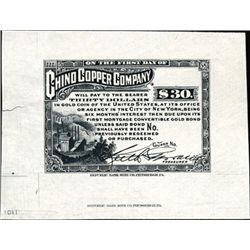 ON THE FIRST DAY OF
CHINO COPPER COMPANY
WILL PAY TO THE BEARER
$30.
THIRTY DOLLARS
IN GOLD COIN OF THE UNITED STATES, AT ITS OFFICE
OR AGENCY IN THE CITY OF NEW YORK, BEING
SIX MONTHS INTEREST THEN DUE UPON ITS
FIRST MORTGAGE CONVERTIBLE GOLD BOND
UNLESS SAID BOND
SHALL HAVE BEEN
No.
PREVIOUSLY REDEEMED
OR PURCHASED.
TREASURER
REPUBLIC BANK NOTE CO. PITTSBURGH, PA.
REPUBLIC BANK NOTE CO. PITTSBURGH, PA.